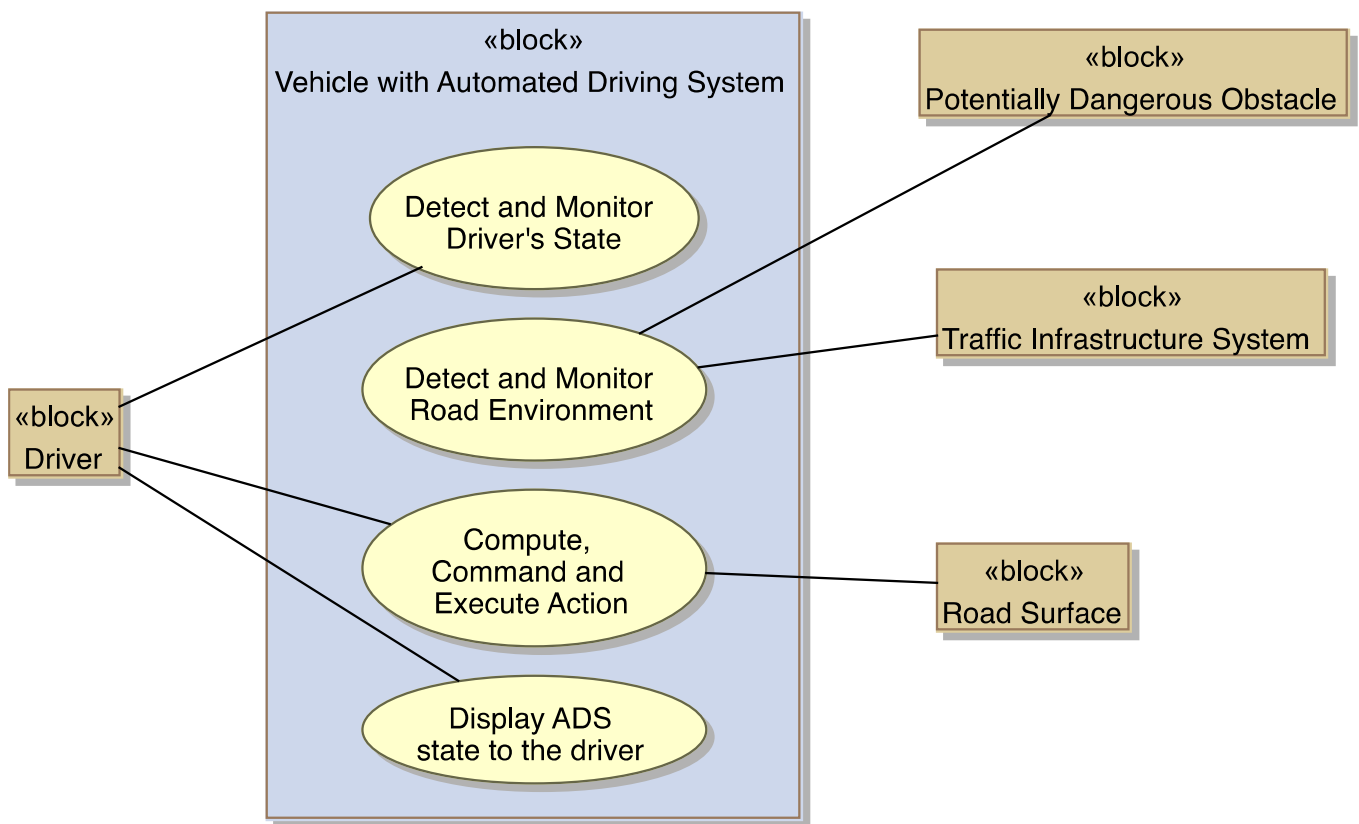 «block»
Vehicle with Automated Driving System
Detect and Monitor
Driver's State
Detect and Monitor
Road Environment
Compute,
Command and
Execute Action
Display ADS
state to the driver
«block»
Driver
«block»
Potentially Dangerous Obstacle
«block»
Traffic Infrastructure System
«block»
Road Surface